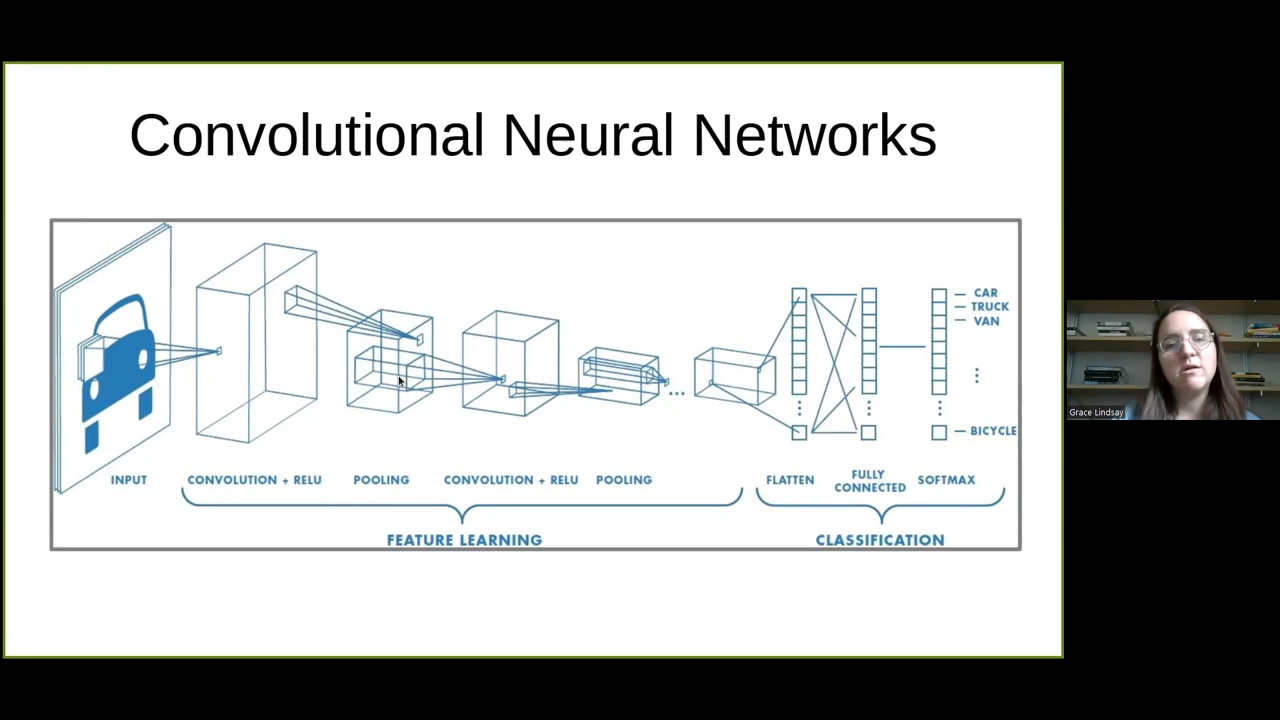 Convolutional Neural Networks
CAR
TRUCK
VAN
BICYCLE
INPUT
CONVOLUTION + RELU
POOLING
CONVOLUTION + RELU
POOLING
FLATTEN
FULLY
CONNECTED
SOFTMAX
FEATURE LEARNING
CLASSIFICATION
Grace Lindsay